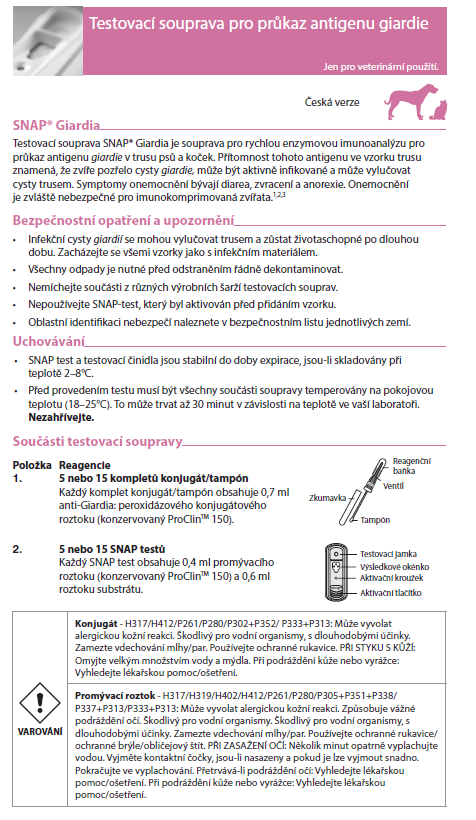 Testovací souprava pro průkaz antigenu giardie
Jen pro veterinární použití.
Česká verze
SNAP* Giardia
Testovací souprava SNAP* Giardia je souprava pro rychlou enzymovou imunoanalýzu pro
průkaz antigenu giardie v trusu psů a koček. Přítomnost tohoto antigenu ve vzorku trusu
znamená, že zvíře pozřelo cysty giardie, může být aktivně infikované a může vylučovat
cysty trusem. Symptomy onemocnění bývají diarea, zvracení a anorexie. Onemocnění
je zvláště nebezpečné pro imunokomprimovaná zvířata.1,2,3
Bezpečnostní opatření a upozornění
• Infekční cysty giardií se mohou vylučovat trusem a zůstat životaschopné po dlouhou
dobu. Zacházejte se všemi vzorky jako s infekčním materiálem.
• Všechny odpady je nutné před odstraněním řádně dekontaminovat.
• Nemíchejte součásti z různých výrobních šarží testovacích souprav.
• Nepoužívejte SNAP-test, který byl aktivován před přidáním vzorku.
• Oblastní identifikaci nebezpečí naleznete v bezpečnostním listu jednotlivých zemí.
Uchovávání
• SNAP test a testovací činidla jsou stabilní do doby expirace, jsou-li skladovány při
teplotě 2–8°C.
• Před provedením testu musí být všechny součásti soupravy temperovány na pokojovou
teplotu (18–25°C). To může trvat až 30 minut v závislosti na teplotě ve vaší laboratoři.
Nezahřívejte.
Součásti testovací soupravy
Položka Reagencie
1. 5 nebo 15 kompletů konjugát/tampón
Každý komplet konjugát/tampón obsahuje 0,7 ml
anti-Giardia: peroxidázového konjugátového
roztoku (konzervovaný ProClin™ 150).
Reagenční
baňka
Ventil
Zkumavka
Tampón
2. 5 nebo 15 SNAP testů
Každý SNAP test obsahuje 0,4 ml promývacího
roztoku (konzervovaný ProClin™ 150) a 0,6 ml
roztoku substrátu.
Testovací jamka
Výsledkové okénko
Aktivační kroužek
Aktivační tlačítko
VAROVÁNÍ
Konjugát - H317/H412/P261/P280/P302+P352/ P333+P313: Může vyvolat
alergickou kožní reakci. Škodlivý pro vodní organismy, s dlouhodobými účinky.
Zamezte vdechování mlhy/par. Používejte ochranné rukavice. PŘI STYKU S KŮŽÍ:
Omyjte velkým množstvím vody a mýdla. Při podráždění kůže nebo vyrážce:
Vyhledejte lékařskou pomoc/ošetření.
Promývací roztok - H317/H319/H402/H412/P261/P280/P305+P351+P338/
P337+P313/P333+P313: Může vyvolat alergickou kožní reakci. Způsobuje vážné
podráždění očí. Škodlivý pro vodní organismy. Škodlivý pro vodní organismy, s
dlouhodobými účinky. Zamezte vdechování mlhy/par. Používejte ochranné rukavice/
ochranné brýle/obličejový štít. PŘI ZASAŽENÍ OČÍ: Několik minut opatrně vyplachujte
vodou. Vyjměte kontaktní čočky, jsou-li nasazeny a pokud je lze vyjmout snadno.
Pokračujte ve vyplachování. Přetrvává-li podráždění očí: Vyhledejte lékařskou
pomoc/ošetření. Při podráždění kůže nebo vyrážce: Vyhledejte lékařskou
pomoc/ošetření.